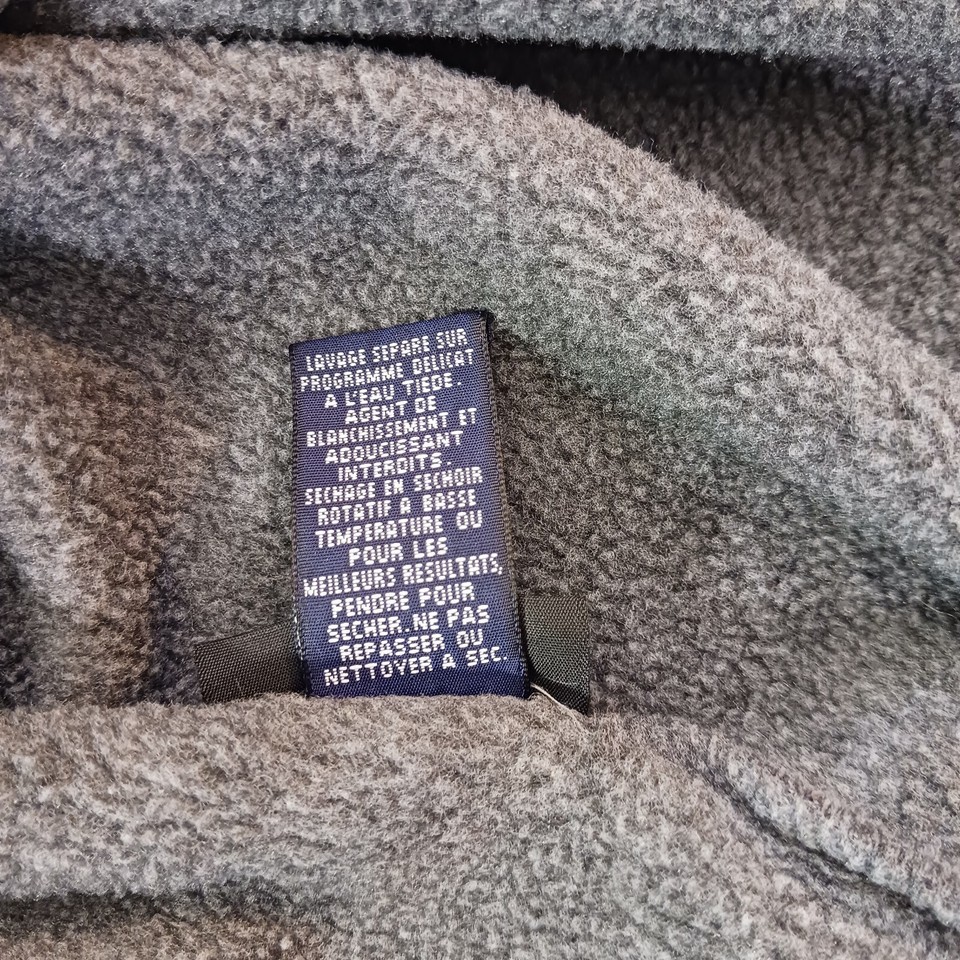 LAVAGE SEPARE SUR
PROGRAMME DELICAT
A L'EAU TIEDE.
AGENT DE
BLANCHISSEMENT ET
ADOUCISSANT
INTERDITS.
SECHAGE EN SECHOIR
ROTATIF A BASSE
TEMPERATURE OU
POUR LES
MEILLEURS RESULTATS,
PENDRE POUR
SECHER.NE PAS
REPASSER OU
NETTOYER A SEC.